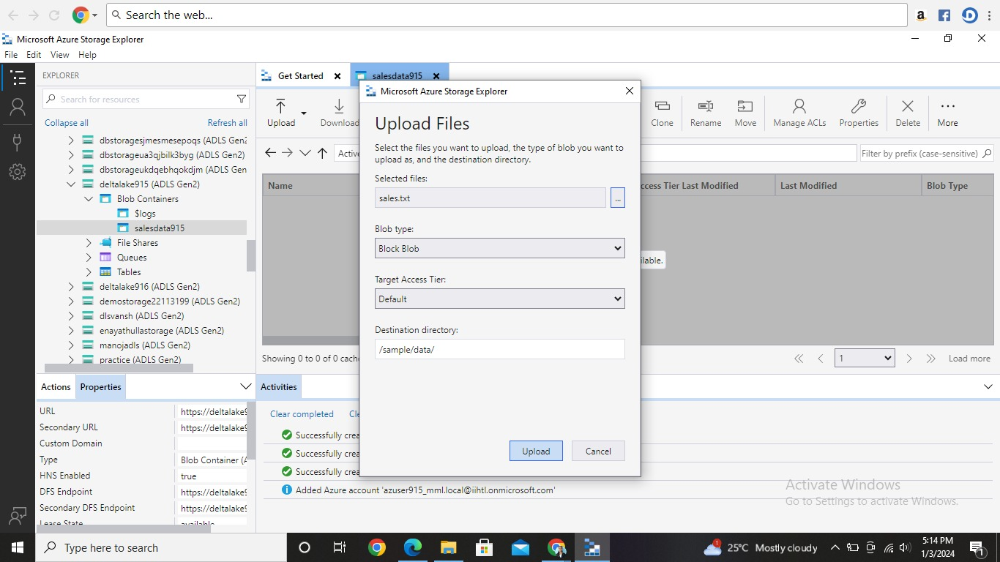 Search the web...
Microsoft Azure Storage Explorer
File Edit View Help
EXPLORER
Search for resources
Collapse all Refresh all
dbstoragesjmesmesepoqs (ADLS Gen2
dbstorageua3qjbilk3byg (ADLS Gen2)
dbstorageukdqebhqokdjm (ADLS Gen
deltalake915 (ADLS Gen2)
Blob Containers
$logs
salesdata915
File Shares
Queues
Tables
deltalake916 (ADLS Gen2)
demostorage22113199 (ADLS Gen2)
dlsvansh (ADLS Gen2)
enayathullastorage (ADLS Gen2)
manojadls (ADLS Gen2)
practice (ADLS Gen2)
Actions Properties
URL https://deltalake9
Secondary URL https://deltalake9
Custom Domain
Type Blob Container (A
HNS Enabled true
DFS Endpoint https://deltalake9
Secondary DFS Endpoint https://deltalake9
Lease State available
Get Started salesdata915
Upload Download Clone Rename Move Manage ACLs Properties Delete More
Active Filter by prefix (case-sensitive)
Name ccess Tier Last Modified Last Modified Blob Type
ilable.
Showing 0 to 0 of 0 cache 1 Load more
Microsoft Azure Storage Explorer
Upload Files
Select the files you want to upload, the type of blob you want to
upload as, and the destination directory.
Selected files:
sales.txt ...
Blob type:
Block Blob
Target Access Tier:
Default
Destination directory:
/sample/data/
Upload Cancel
Activities
Clear completed Cle
Successfully crea
Successfully crea
Successfully crea
Added Azure account 'azuser915_mml.local@iihtl.onmicrosoft.com'
Activate Windows
Go to Settings to activate Windows.
Type here to search
1 25°C Mostly cloudy
5:14 PM
1/3/2024
1